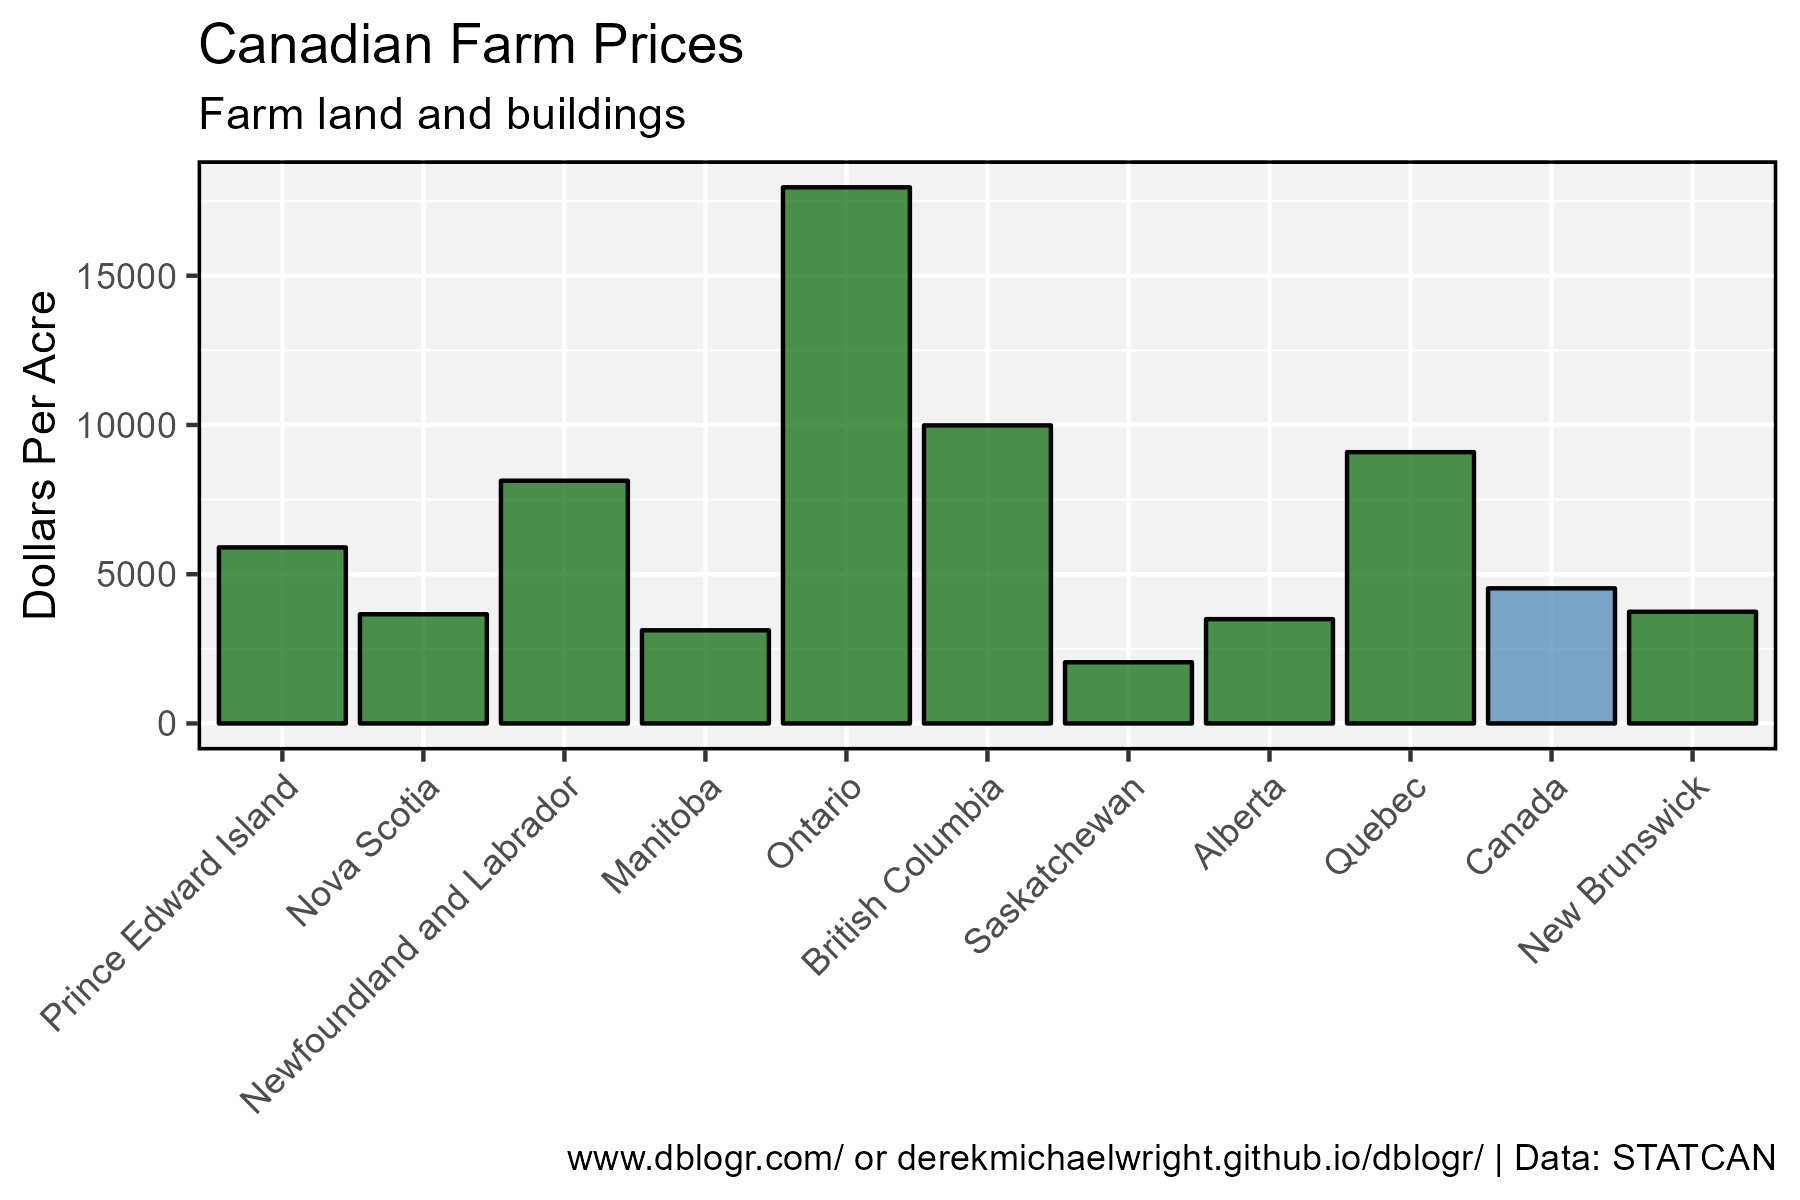 Canadian Farm Prices
Farm land and buildings
Dollars Per Acre
15000
10000
5000
0
Prince Edward Island
Nova Scotia
Newfoundland and Labrador
Manitoba
Ontario
British Columbia
Saskatchewan
Alberta
Quebec
Canada
New Brunswick
www.dblogr.com/ or derekmichaelwright.github.io/dblogr/ | Data: STATCAN